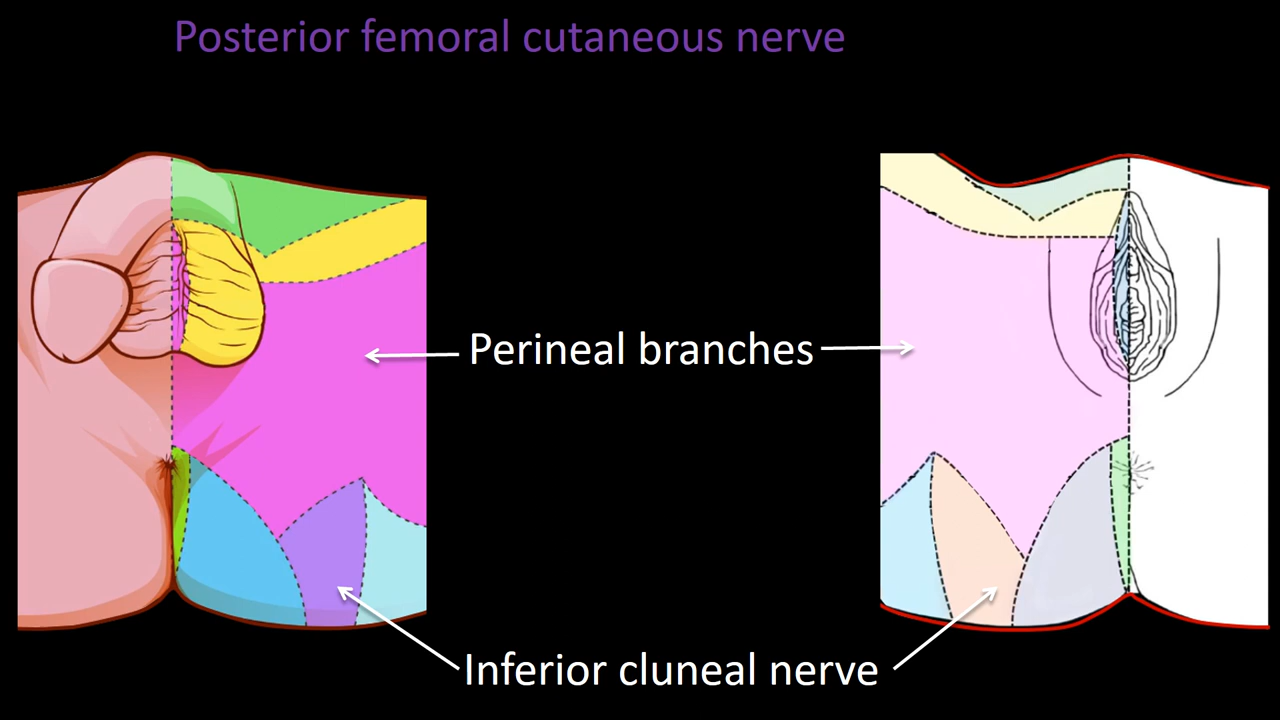 Posterior femoral cutaneous nerve
Perineal branches
Inferior cluneal nerve